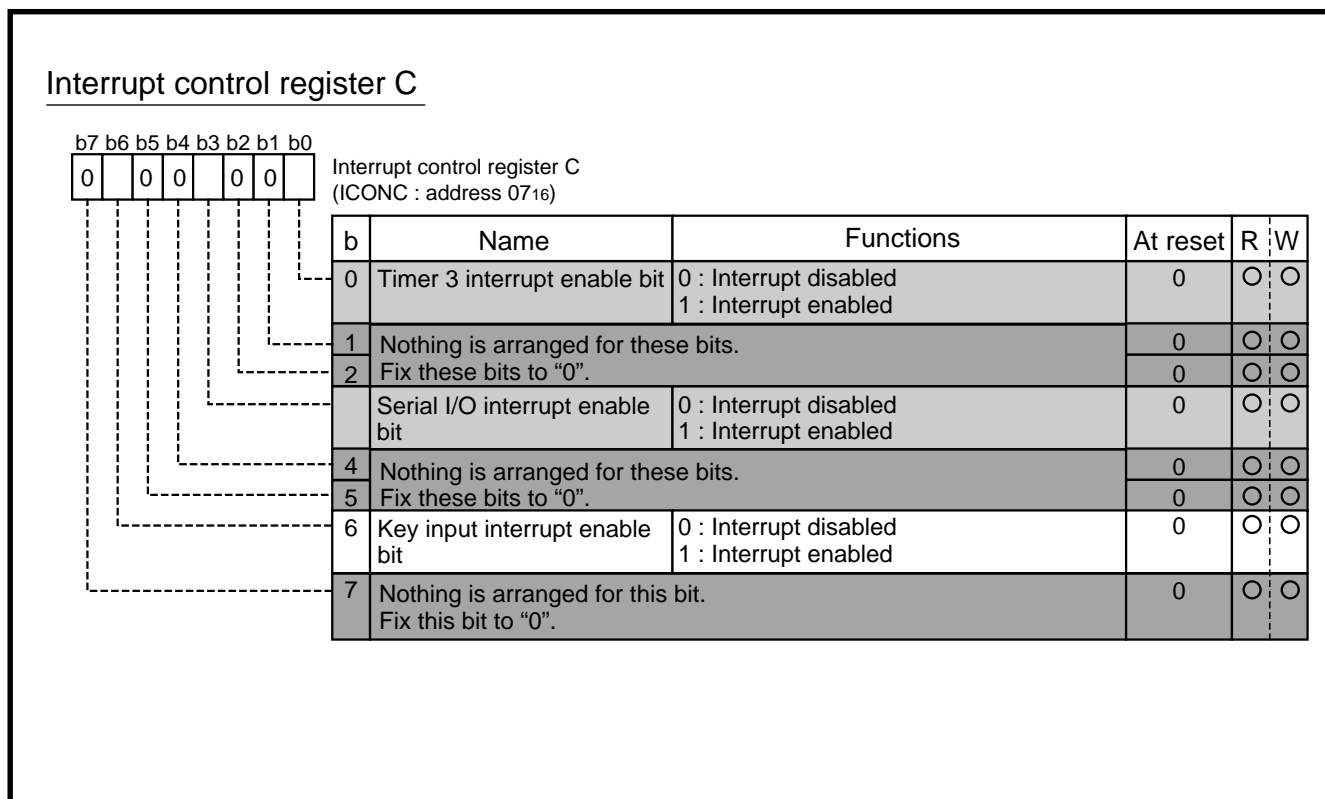 Interrupt control register C
b7 b6 b5 b4 b3 b2 b1 b0
0 0 0 0 0
Interrupt control register C
(ICONC : address 0716)
b Name Functions At reset R W
0 Timer 3 interrupt enable bit 0 : Interrupt disabled 0 ○ ○
1 : Interrupt enabled
1 Nothing is arranged for these bits. 0 ○ ○
2 Fix these bits to “0”. 0 ○ ○
Serial I/O interrupt enable 0 : Interrupt disabled 0 ○ ○
bit 1 : Interrupt enabled
4 Nothing is arranged for these bits. 0 ○ ○
5 Fix these bits to “0”. 0 ○ ○
6 Key input interrupt enable 0 : Interrupt disabled 0 ○ ○
bit 1 : Interrupt enabled
7 Nothing is arranged for this bit. 0 ○ ○
Fix this bit to “0”.